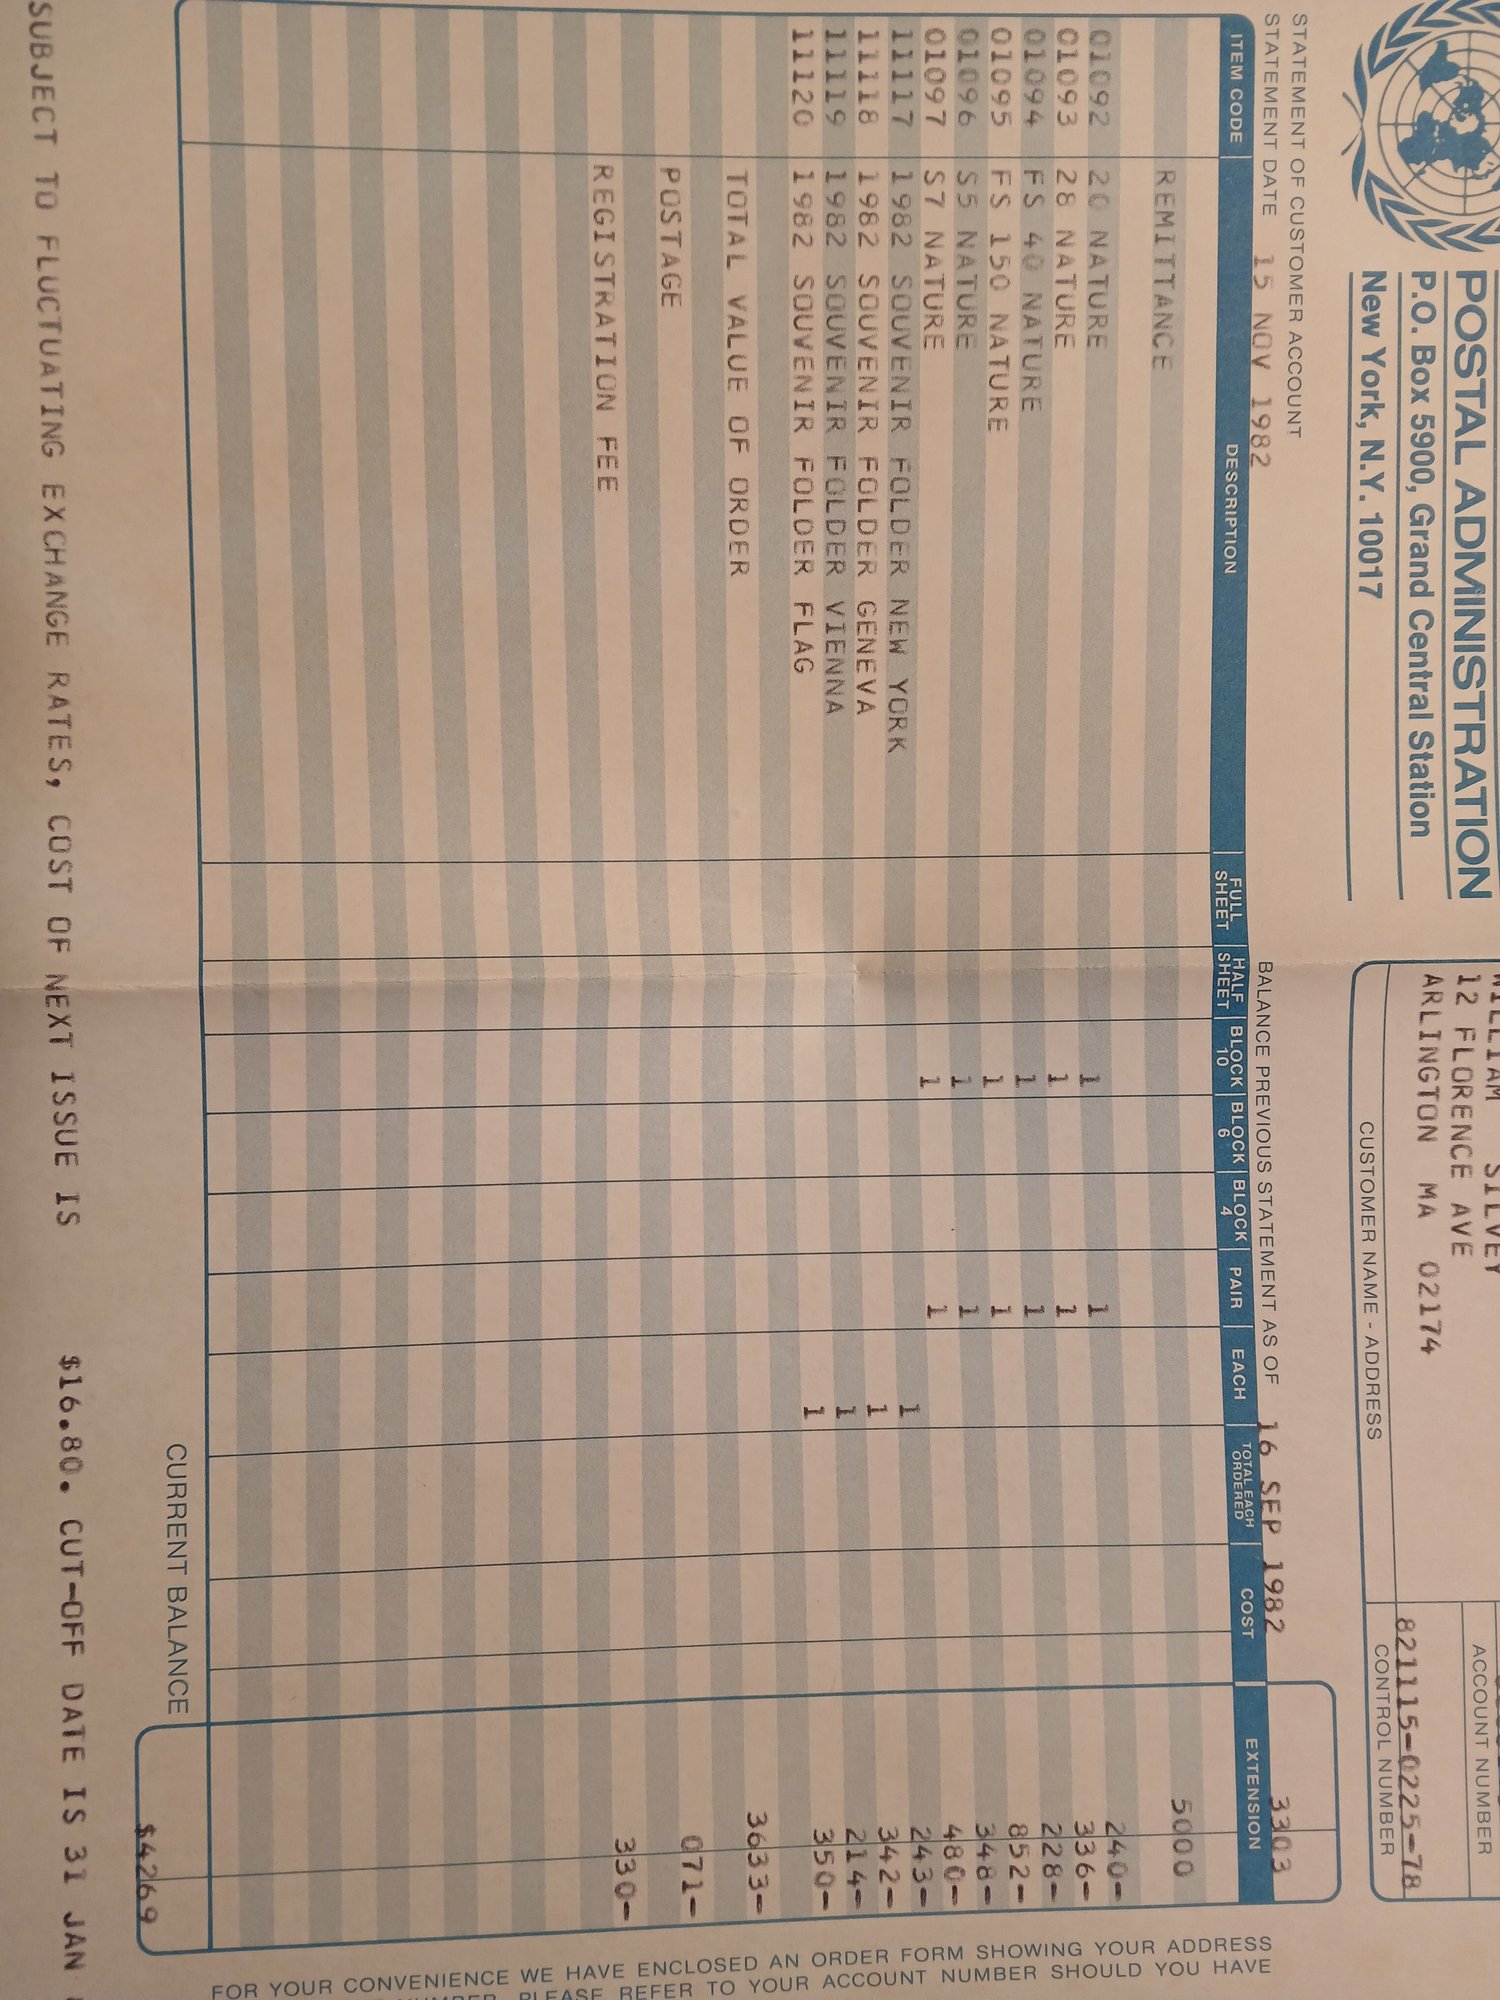 POSTAL ADMINISTRATION
P.O. Box 5900, Grand Central Station
New York, N.Y. 10017
WILLIAM SILVEY
12 FLORENCE AVE
ARLINGTON MA 02174
CUSTOMER NAME - ADDRESS
ACCOUNT NUMBER
821115-0225-78
CONTROL NUMBER
STATEMENT OF CUSTOMER ACCOUNT
STATEMENT DATE 15 NOV 1982 BALANCE PREVIOUS STATEMENT AS OF 16 SEP 1982 3303
ITEM CODE DESCRIPTION FULL SHEET HALF SHEET BLOCK 10 BLOCK 6 BLOCK 4 PAIR EACH TOTAL EACH ORDERED COST EXTENSION
REMITTANCE 5000
01092 20 NATURE 1 1 240-
01093 28 NATURE 1 1 336-
01094 FS 40 NATURE 1 1 228-
01095 FS 150 NATURE 1 1 852-
01096 S5 NATURE 1 1 348-
01097 S7 NATURE 1 1 480-
11117 1982 SOUVENIR FOLDER NEW YORK 1 243-
11118 1982 SOUVENIR FOLDER GENEVA 1 342-
11119 1982 SOUVENIR FOLDER VIENNA 1 214-
11120 1982 SOUVENIR FOLDER FLAG 1 350-
TOTAL VALUE OF ORDER 3633-
POSTAGE 071-
REGISTRATION FEE 330-
CURRENT BALANCE $4269
SUBJECT TO FLUCTUATING EXCHANGE RATES, COST OF NEXT ISSUE IS $16.80. CUT-OFF DATE IS 31 JAN
FOR YOUR CONVENIENCE WE HAVE ENCLOSED AN ORDER FORM SHOWING YOUR ADDRESS
PLEASE REFER TO YOUR ACCOUNT NUMBER SHOULD YOU HAVE